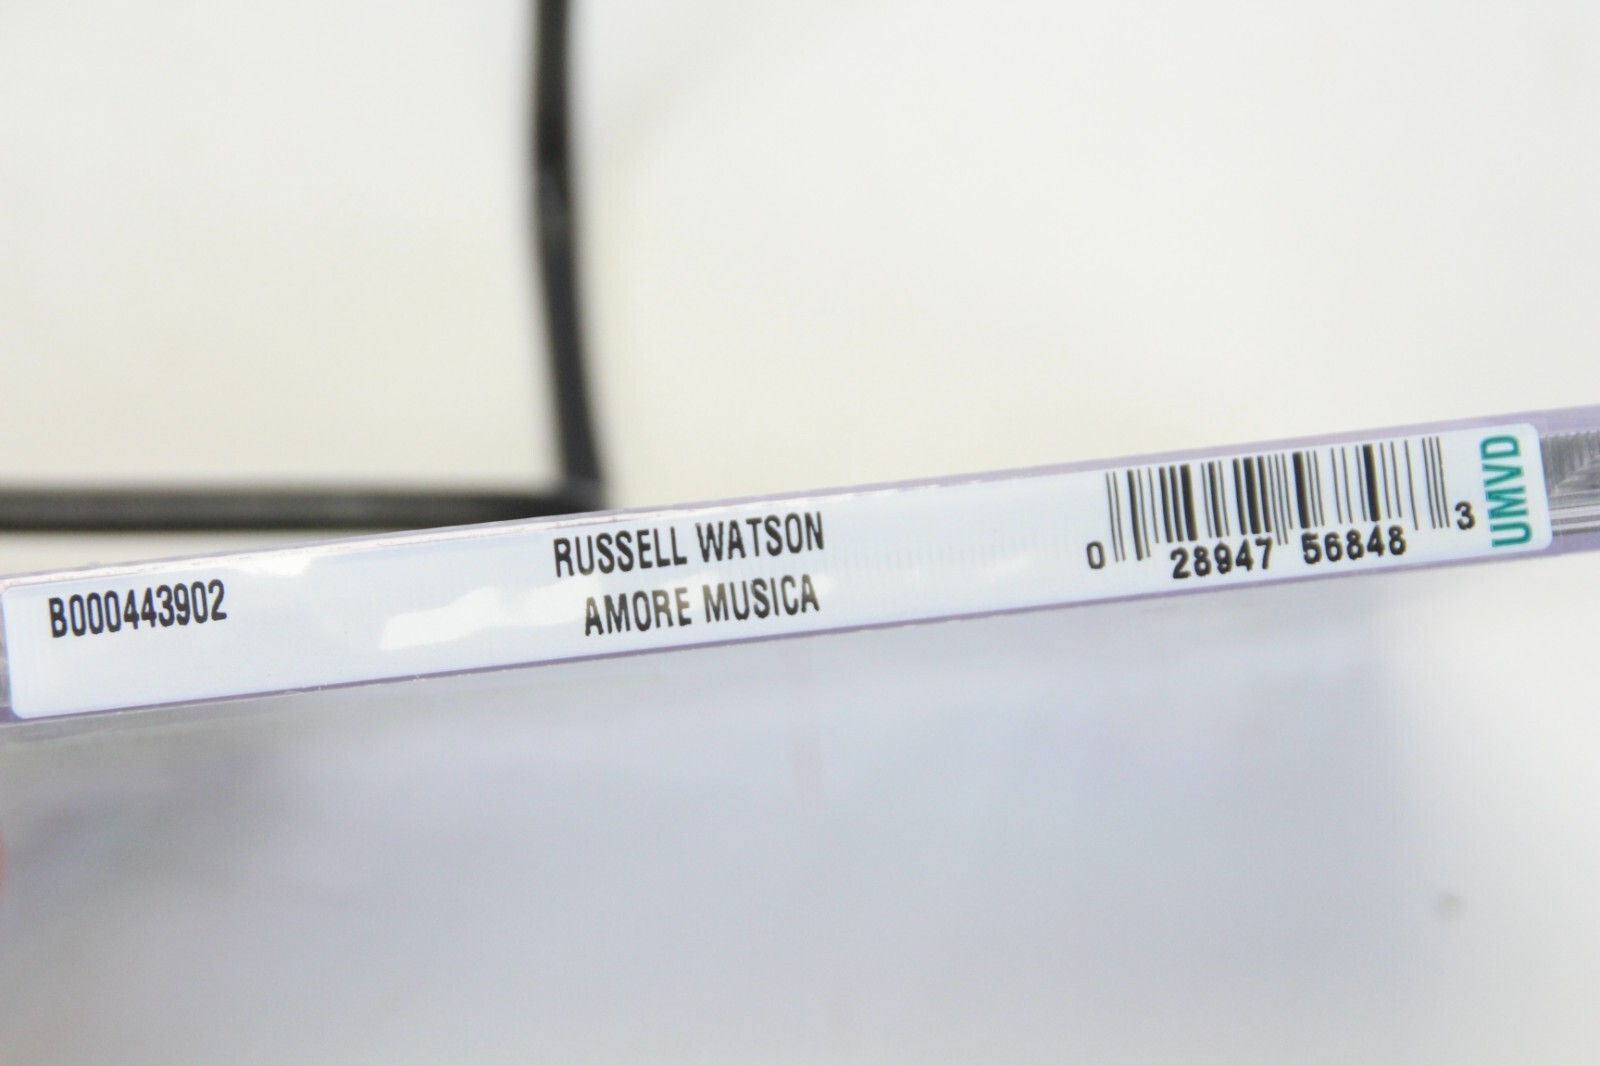 B000443902
RUSSELL WATSON
AMORE MUSICA
0 28947 56848 3
UMVD